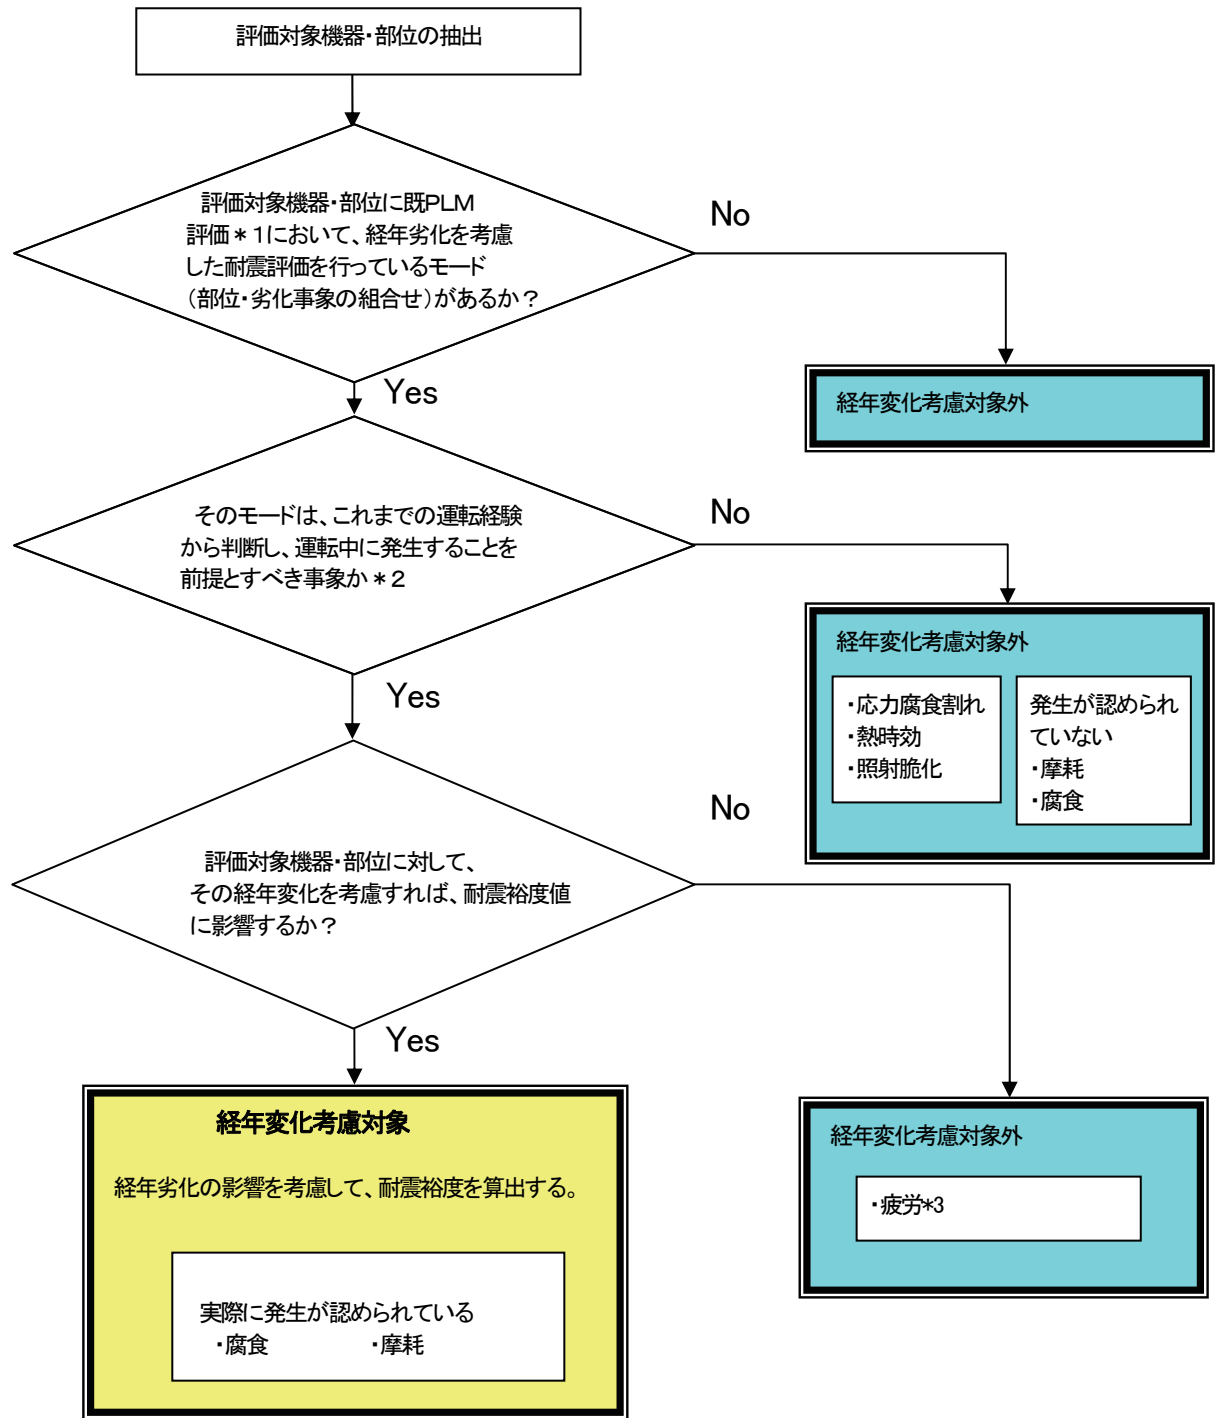 評価対象機器・部位の抽出
評価対象機器・部位に既PLM
評価＊1において、経年劣化を考慮
した耐震評価を行っているモード
（部位・劣化事象の組合せ）があるか？
No
経年変化考慮対象外
Yes
そのモードは、これまでの運転経験
から判断し、運転中に発生することを
前提とすべき事象か＊2
No
経年変化考慮対象外
・応力腐食割れ
・熱時効
・照射脆化
発生が認められ
ていない
・摩耗
・腐食
Yes
評価対象機器・部位に対して、
その経年変化を考慮すれば、耐震裕度値
に影響するか？
No
経年変化考慮対象外
・疲労*3
Yes
経年変化考慮対象
経年劣化の影響を考慮して、耐震裕度を算出する。
実際に発生が認められている
・腐食　　　　・摩耗